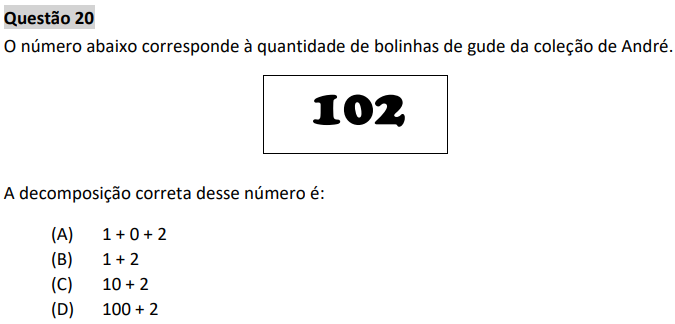 Questão 20
O número abaixo corresponde à quantidade de bolinhas de gude da coleção de André.
102
A decomposição correta desse número é:
(A) 1 + 0 + 2
(B) 1 + 2
(C) 10 + 2
(D) 100 + 2